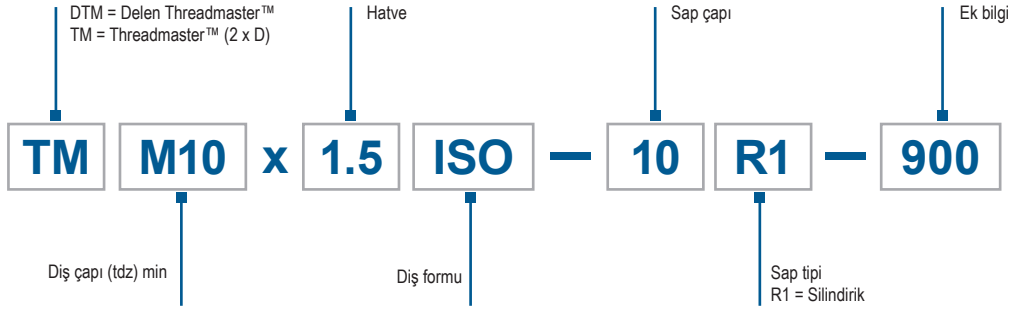 DTM = Delen Threadmaster™
TM = Threadmaster™ (2 x D)
Hatve
Sap çapı
Ek bilgi
TM M10 x 1.5 ISO — 10 R1 — 900
Diş çapı (tdz) min
Diş formu
Sap tipi
R1 = Silindirik